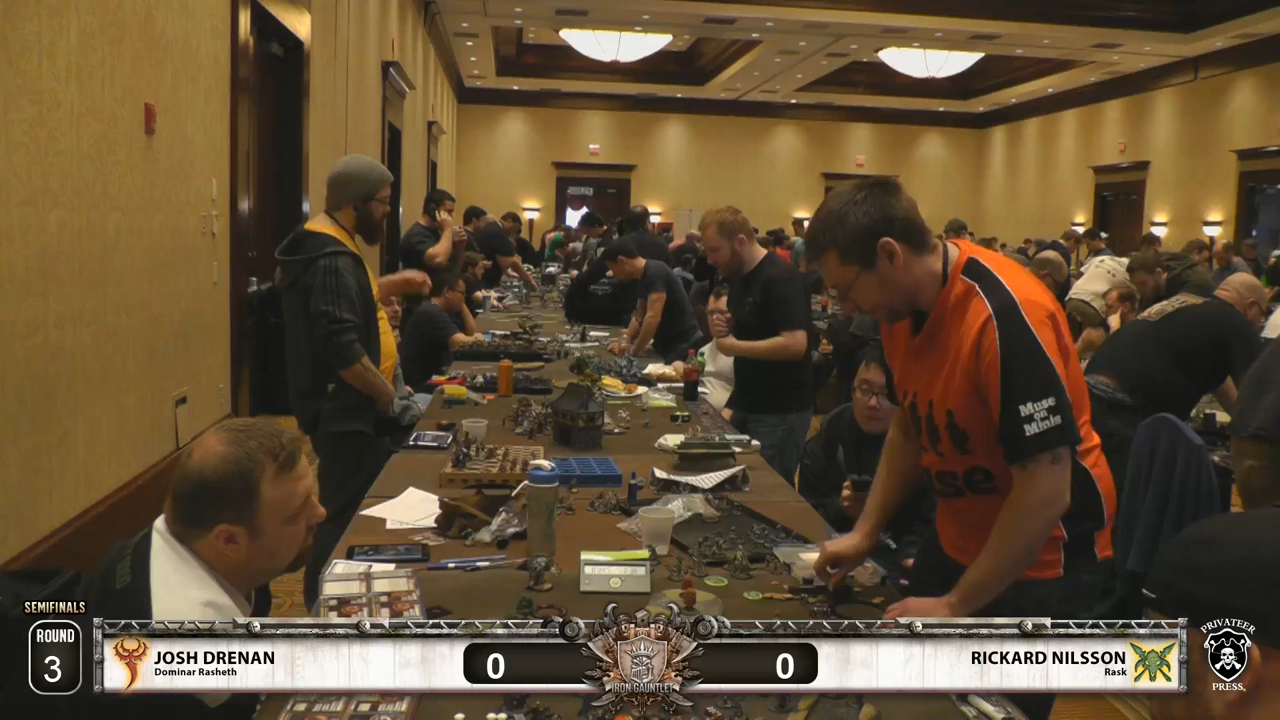 Muse
on
Minis
se
SEMIFINALS
ROUND
3
JOSH DRENAN
Dominar Rasheth
0
IRON GAUNTLET
0
RICKARD NILSSON
Rask
PRIVATEER
PRESS